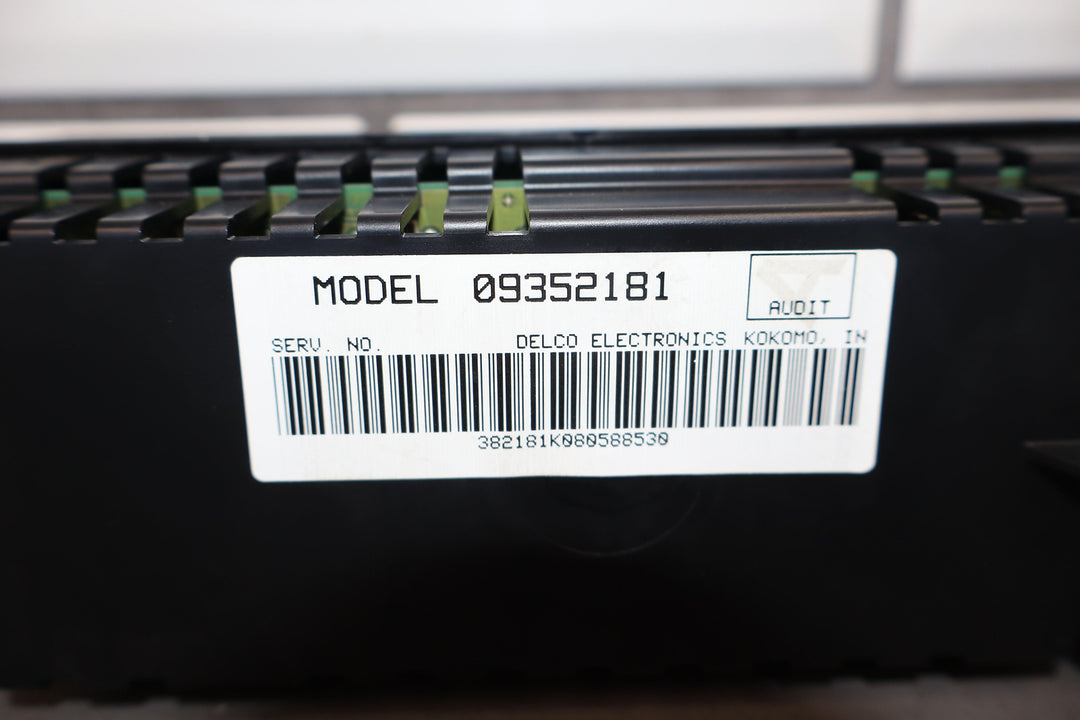 MODEL 09352181
AUDIT
SERV. NO. DELCO ELECTRONICS KOKOMO, IN
382181K080588530